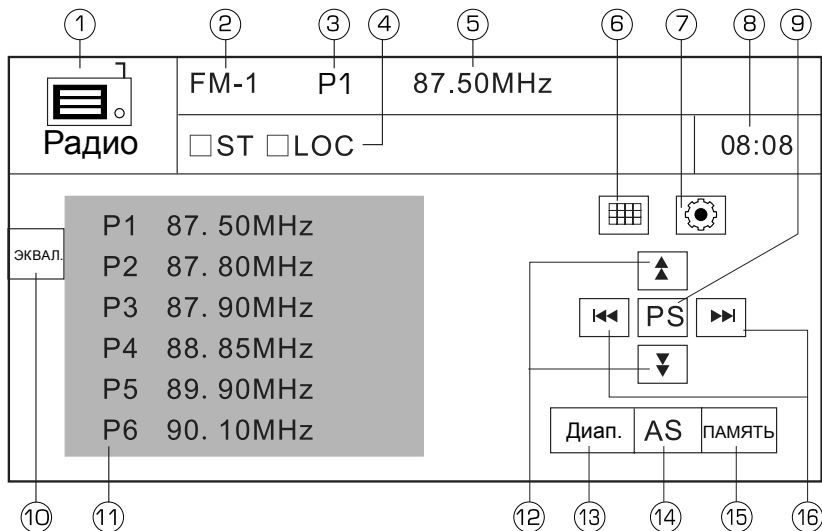 ① ② ③ ④ ⑤ ⑥ ⑦ ⑧ ⑨
FM-1 P1 87.50MHz
Радио
ST LOC
08:08
ЭКВАЛ.
P1 87. 50MHz
P2 87. 80MHz
P3 87. 90MHz
P4 88. 85MHz
P5 89. 90MHz
P6 90. 10MHz
PS
Диап. AS ПАМЯТЬ
⑩ ⑪ ⑫ ⑬ ⑭ ⑮ ⑯